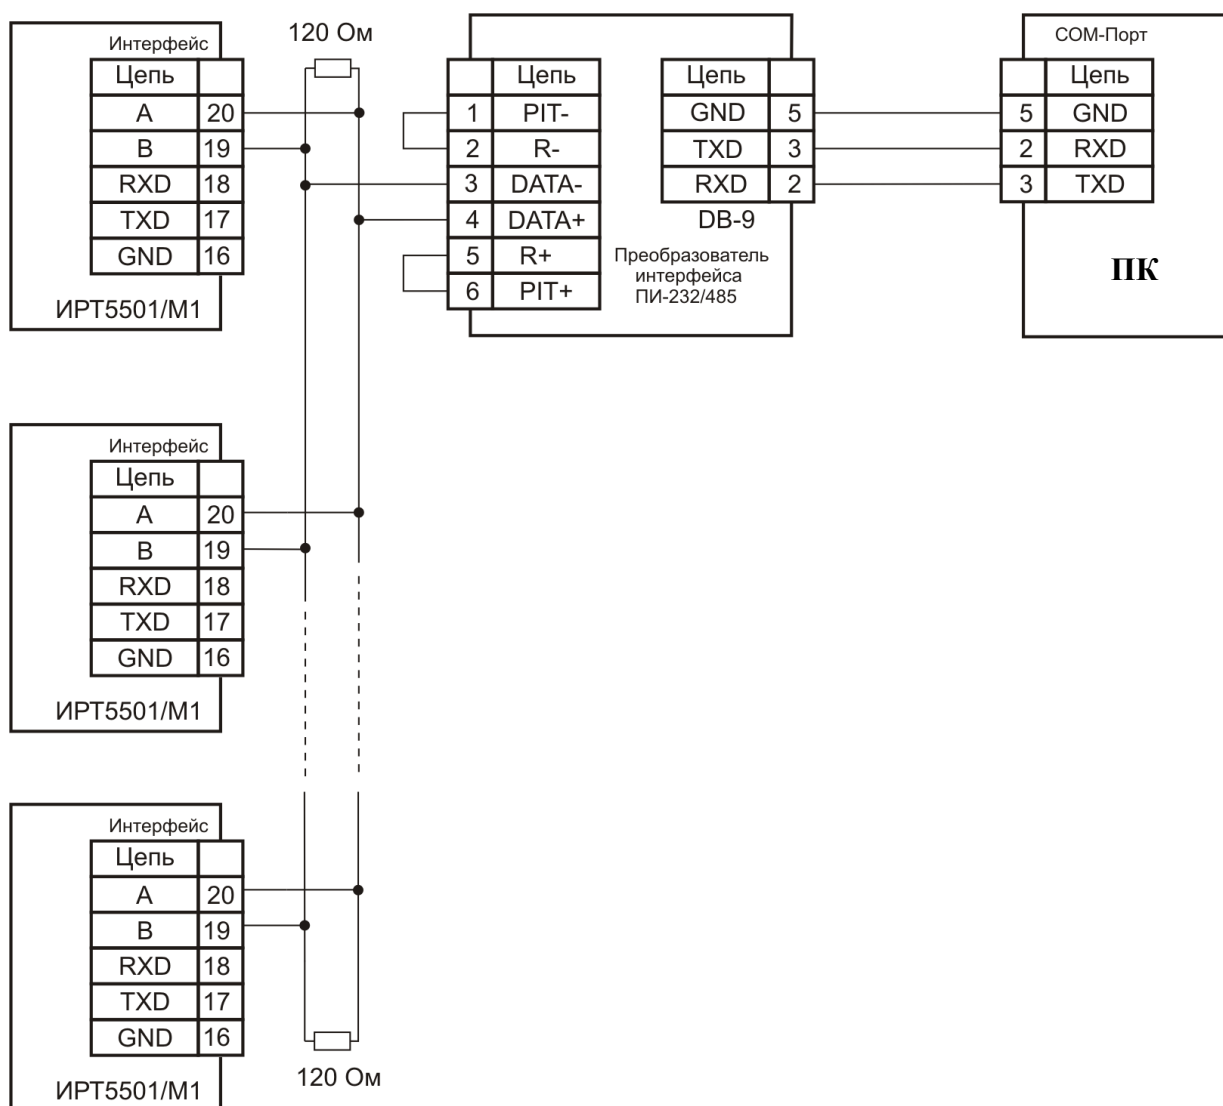 120 Ом
Интерфейс
Цепь
A 20
B 19
RXD 18
TXD 17
GND 16
ИРТ5501/М1
Цепь
1 PIT-
2 R-
3 DATA-
4 DATA+
5 R+
6 PIT+
Цепь
GND 5
TXD 3
RXD 2
DB-9
Преобразователь
интерфейса
ПИ-232/485
COM-Порт
Цепь
5 GND
2 RXD
3 TXD
ПК
Интерфейс
Цепь
A 20
B 19
RXD 18
TXD 17
GND 16
ИРТ5501/М1
Интерфейс
Цепь
A 20
B 19
RXD 18
TXD 17
GND 16
ИРТ5501/М1
120 Ом